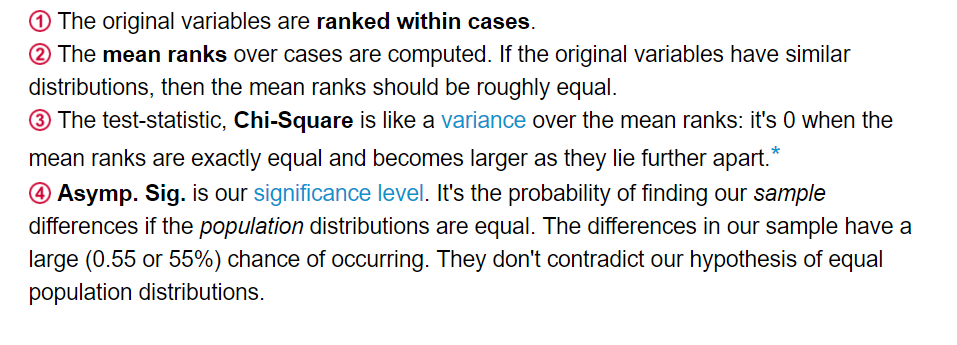 ① The original variables are ranked within cases.
② The mean ranks over cases are computed. If the original variables have similar
distributions, then the mean ranks should be roughly equal.
③ The test-statistic, Chi-Square is like a variance over the mean ranks: it's 0 when the
mean ranks are exactly equal and becomes larger as they lie further apart.*
④ Asymp. Sig. is our significance level. It's the probability of finding our sample
differences if the population distributions are equal. The differences in our sample have a
large (0.55 or 55%) chance of occurring. They don't contradict our hypothesis of equal
population distributions.